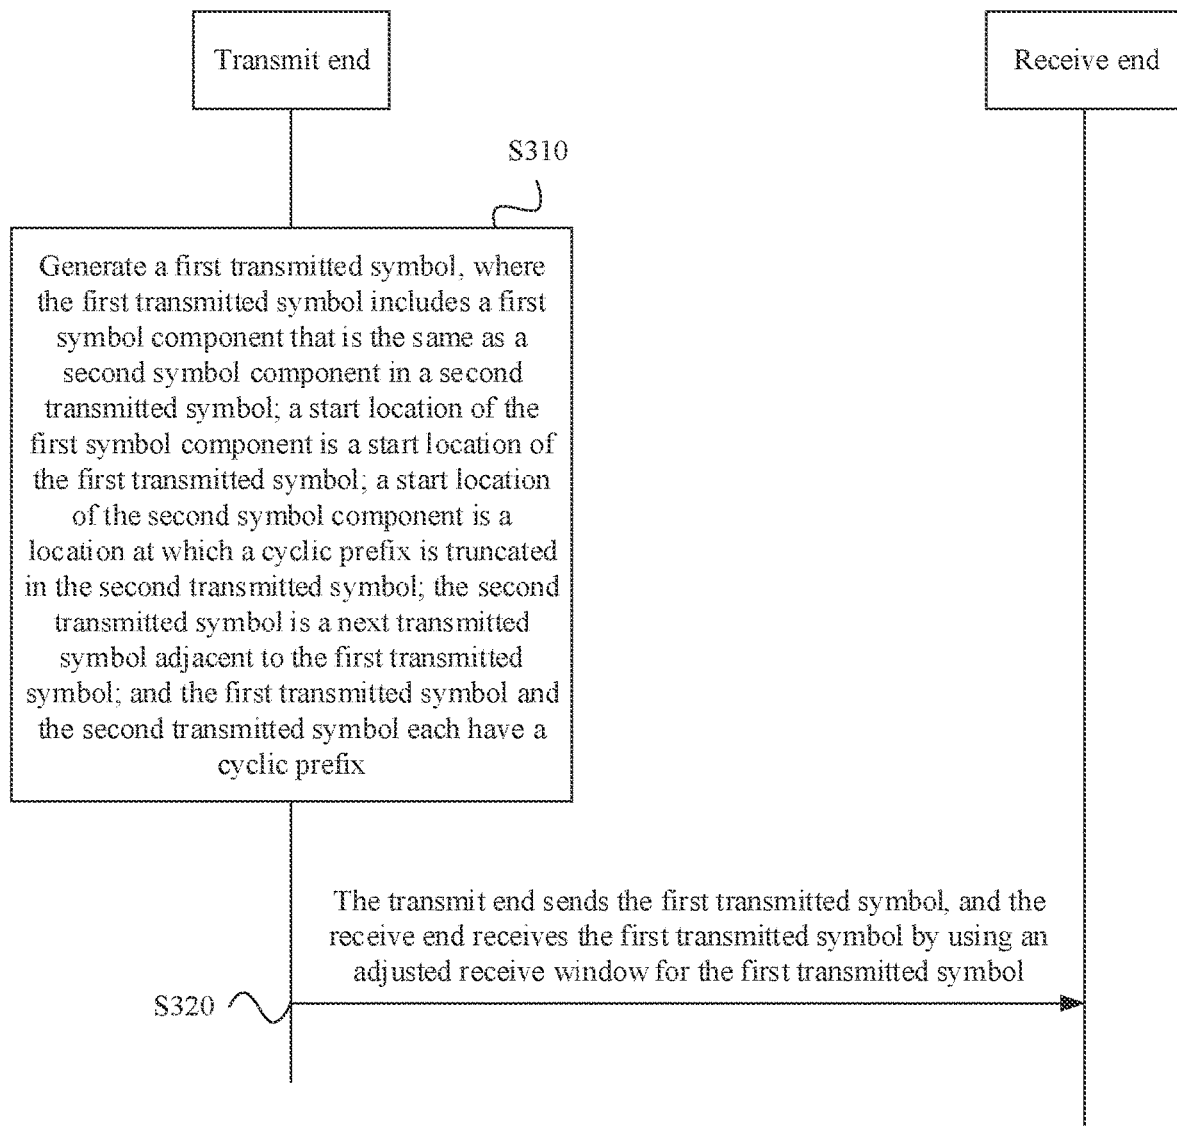 Transmit end
Receive end
S310
Generate a first transmitted symbol, where
the first transmitted symbol includes a first
symbol component that is the same as a
second symbol component in a second
transmitted symbol; a start location of the
first symbol component is a start location of
the first transmitted symbol; a start location
of the second symbol component is a
location at which a cyclic prefix is truncated
in the second transmitted symbol; the second
transmitted symbol is a next transmitted
symbol adjacent to the first transmitted
symbol; and the first transmitted symbol and
the second transmitted symbol each have a
cyclic prefix
The transmit end sends the first transmitted symbol, and the
receive end receives the first transmitted symbol by using an
adjusted receive window for the first transmitted symbol
S320